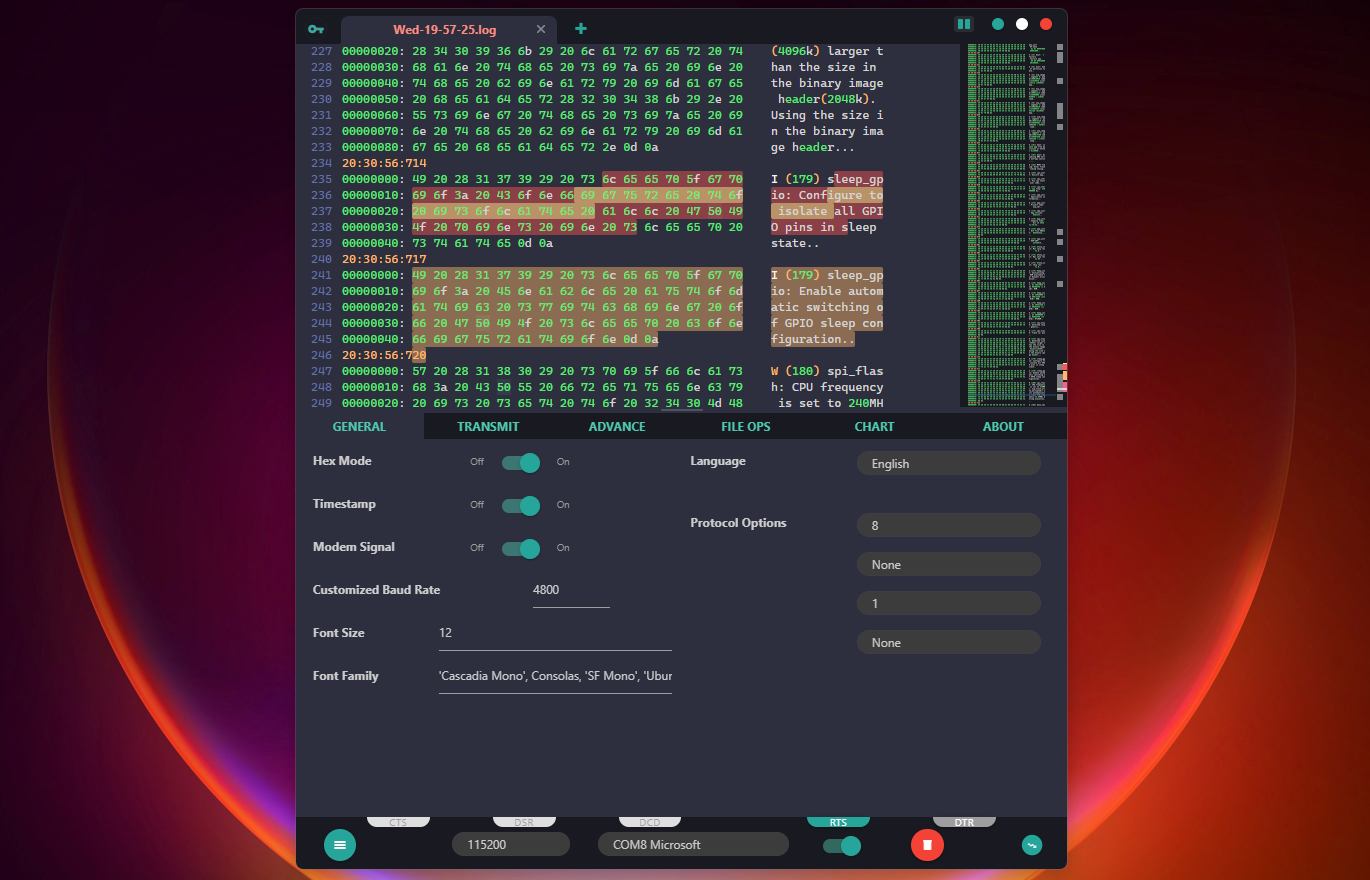 Wed-19-57-25.log
227 00000020: 28 34 30 39 36 6b 29 20 6c 61 72 67 65 72 20 74 (4096k) larger t
228 00000030: 68 61 6e 20 74 68 65 20 73 69 7a 65 20 69 6e 20 han the size in
229 00000040: 74 68 65 20 62 69 6e 61 72 79 20 69 6d 61 67 65 the binary image
230 00000050: 20 68 65 61 64 65 72 28 32 30 34 38 6b 29 2e 20 header(2048k).
231 00000060: 55 73 69 6e 67 20 74 68 65 20 73 69 7a 65 20 69 Using the size i
232 00000070: 6e 20 74 68 65 20 62 69 6e 61 72 79 20 69 6d 61 n the binary ima
233 00000080: 67 65 20 68 65 61 64 65 72 2e 0d 0a ge header...
234 20:30:56:714
235 00000000: 49 20 28 31 37 39 29 20 73 6c 65 65 70 5f 67 70 I (179) sleep_gp
236 00000010: 69 6f 3a 20 43 6f 6e 66 69 67 75 72 65 20 74 6f io: Configure to
237 00000020: 20 69 73 6f 6c 61 74 65 20 61 6c 6c 20 47 50 49 isolate all GPI
238 00000030: 4f 20 70 69 6e 73 20 69 6e 20 73 6c 65 65 70 20 O pins in sleep
239 00000040: 73 74 61 74 65 0d 0a state..
240 20:30:56:717
241 00000000: 49 20 28 31 37 39 29 20 73 6c 65 65 70 5f 67 70 I (179) sleep_gp
242 00000010: 69 6f 3a 20 45 6e 61 62 6c 65 20 61 75 74 6f 6d io: Enable autom
243 00000020: 61 74 69 63 20 73 77 69 74 63 68 69 6e 67 20 6f atic switching o
244 00000030: 66 20 47 50 49 4f 20 73 6c 65 65 70 20 63 6f 6e f GPIO sleep con
245 00000040: 66 69 67 75 72 61 74 69 6f 6e 0d 0a figuration..
246 20:30:56:720
247 00000000: 57 20 28 31 38 30 29 20 73 70 69 5f 66 6c 61 73 W (180) spi_flas
248 00000010: 68 3a 20 43 50 55 20 66 72 65 71 75 65 6e 63 79 h: CPU frequency
249 00000020: 20 69 73 20 73 65 74 20 74 6f 20 32 34 30 4d 48 is set to 240MH
GENERAL TRANSMIT ADVANCE FILE OPS CHART ABOUT
Hex Mode Off On Language English
Timestamp Off On
Protocol Options 8
Modem Signal Off On
None
Customized Baud Rate 4800
1
Font Size 12
None
Font Family 'Cascadia Mono', Consolas, 'SF Mono', 'Ubur
CTS DSR DCD RTS DTR
115200 COM8 Microsoft